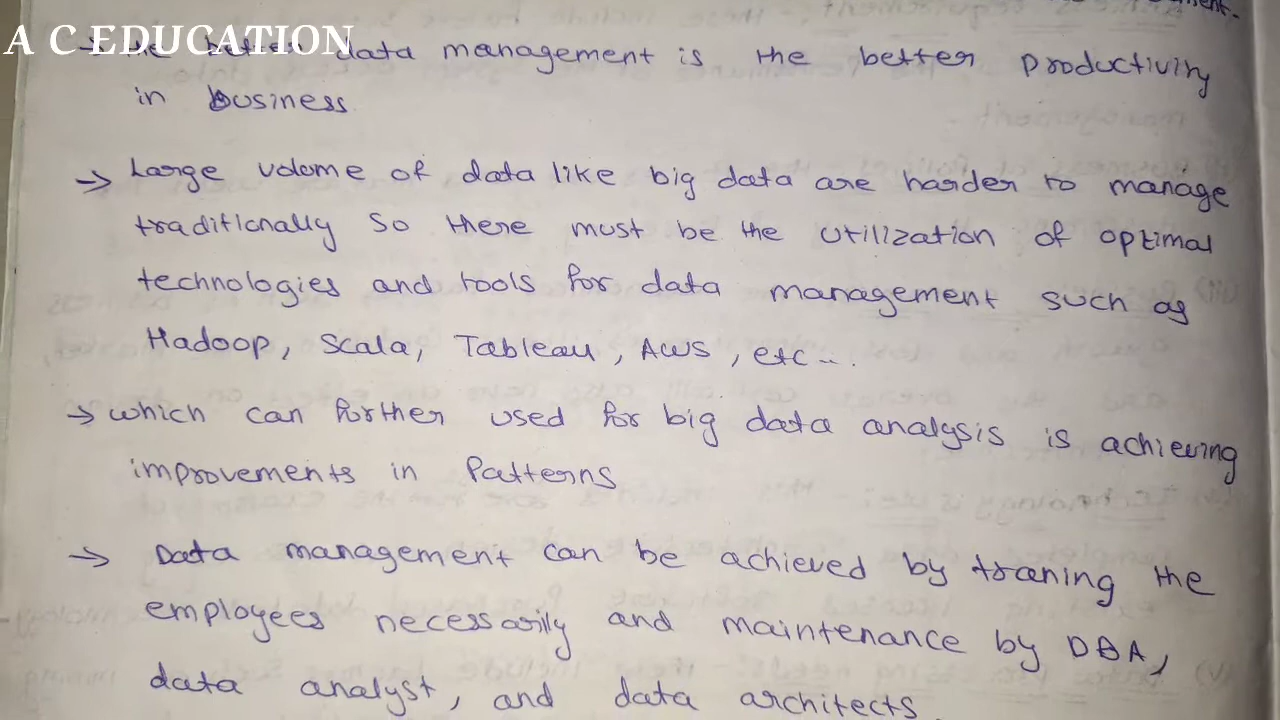 A C EDUCATION
→ The better data management is the better productiviry
in business.
→ Large volume of data like big data are harder to manage
traditionally so there must be the utilization of optimal
technologies and tools for data management such as
Hadoop, Scala, Tableau, AWS, etc...
→ which can further used for big data analysis is achieving
improvements in Patterns
→ Data management can be achieved by traning the
employees necessarily and maintenance by DBA,
data analyst, and data architects.